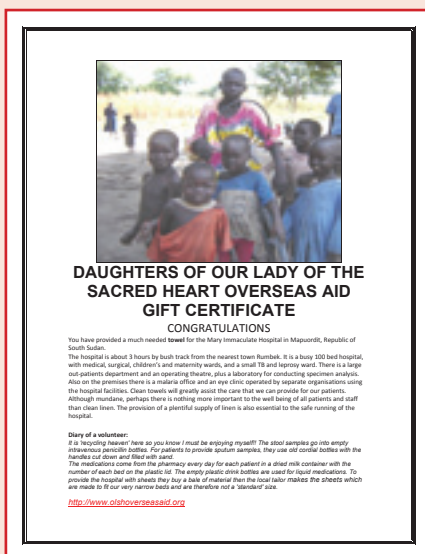 DAUGHTERS OF OUR LADY OF THE
SACRED HEART OVERSEAS AID
GIFT CERTIFICATE
CONGRATULATIONS
You have provided a much needed towel for the Mary Immaculate Hospital in Mapuordit, Republic of
South Sudan.
The hospital is about 3 hours by bush track from the nearest town Rumbek. It is a busy 100 bed hospital,
with medical, surgical, children's and maternity wards, and a small TB and leprosy ward. There is a large
out-patients department and an operating theatre, plus a laboratory for conducting specimen analysis.
Also on the premises there is a malaria office and an eye clinic operated by separate organisations using
the hospital facilities. Clean towels will greatly assist the care that we can provide for our patients.
Although mundane, perhaps there is nothing more important to the well being of all patients and staff
than clean linen. The provision of a plentiful supply of linen is also essential to the safe running of the
hospital.
Diary of a volunteer:
It is 'recycling heaven' here so you know I must be enjoying myself!! The stool samples go into empty
intravenous penicillin bottles. For patients to provide sputum samples, they use old cordial bottles with the
handles cut down and filled with sand.
The medications come from the pharmacy every day for each patient in a dried milk container with the
number of each bed on the plastic lid. The empty plastic drink bottles are used for liquid medications. To
provide the hospital with sheets they buy a bale of material then the local tailor makes the sheets which
are made to fit our very narrow beds and are therefore not a 'standard' size.
http://www.olshoverseasaid.org